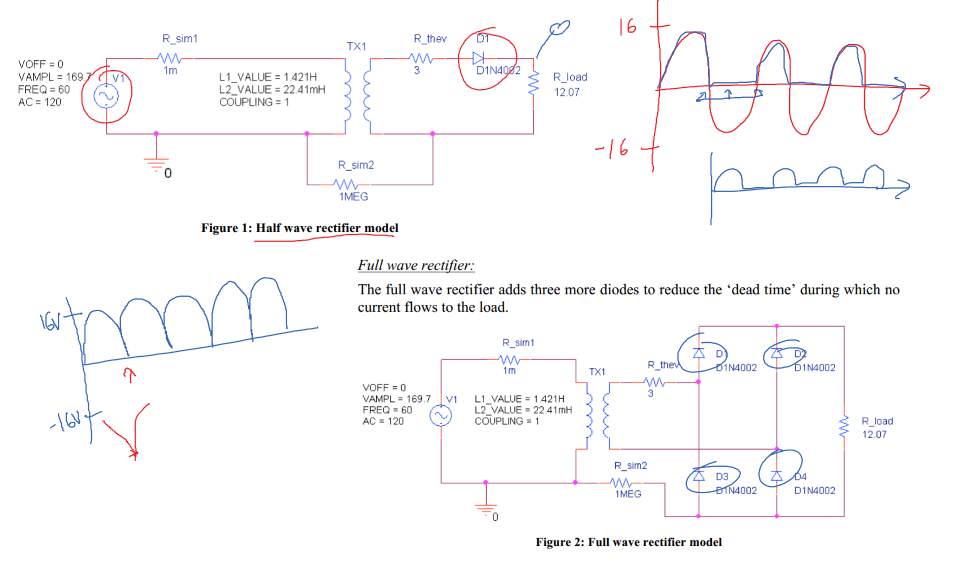 R_sim1
1m
VOFF = 0
VAMPL = 169.7
FREQ = 60
AC = 120
V1
TX1
L1_VALUE = 1.421H
L2_VALUE = 22.41mH
COUPLING = 1
R_thev
3
D1
D1N4002
R_load
12.07
0
R_sim2
1MEG
16
-16
Figure 1: Half wave rectifier model
Full wave rectifier:
The full wave rectifier adds three more diodes to reduce the ‘dead time’ during which no
current flows to the load.
16V
-16V
R_sim1
1m
VOFF = 0
VAMPL = 169.7
FREQ = 60
AC = 120
V1
TX1
L1_VALUE = 1.421H
L2_VALUE = 22.41mH
COUPLING = 1
R_thev
3
D1
D1N4002
D2
D1N4002
R_load
12.07
R_sim2
1MEG
D3
D1N4002
D4
D1N4002
0
Figure 2: Full wave rectifier model